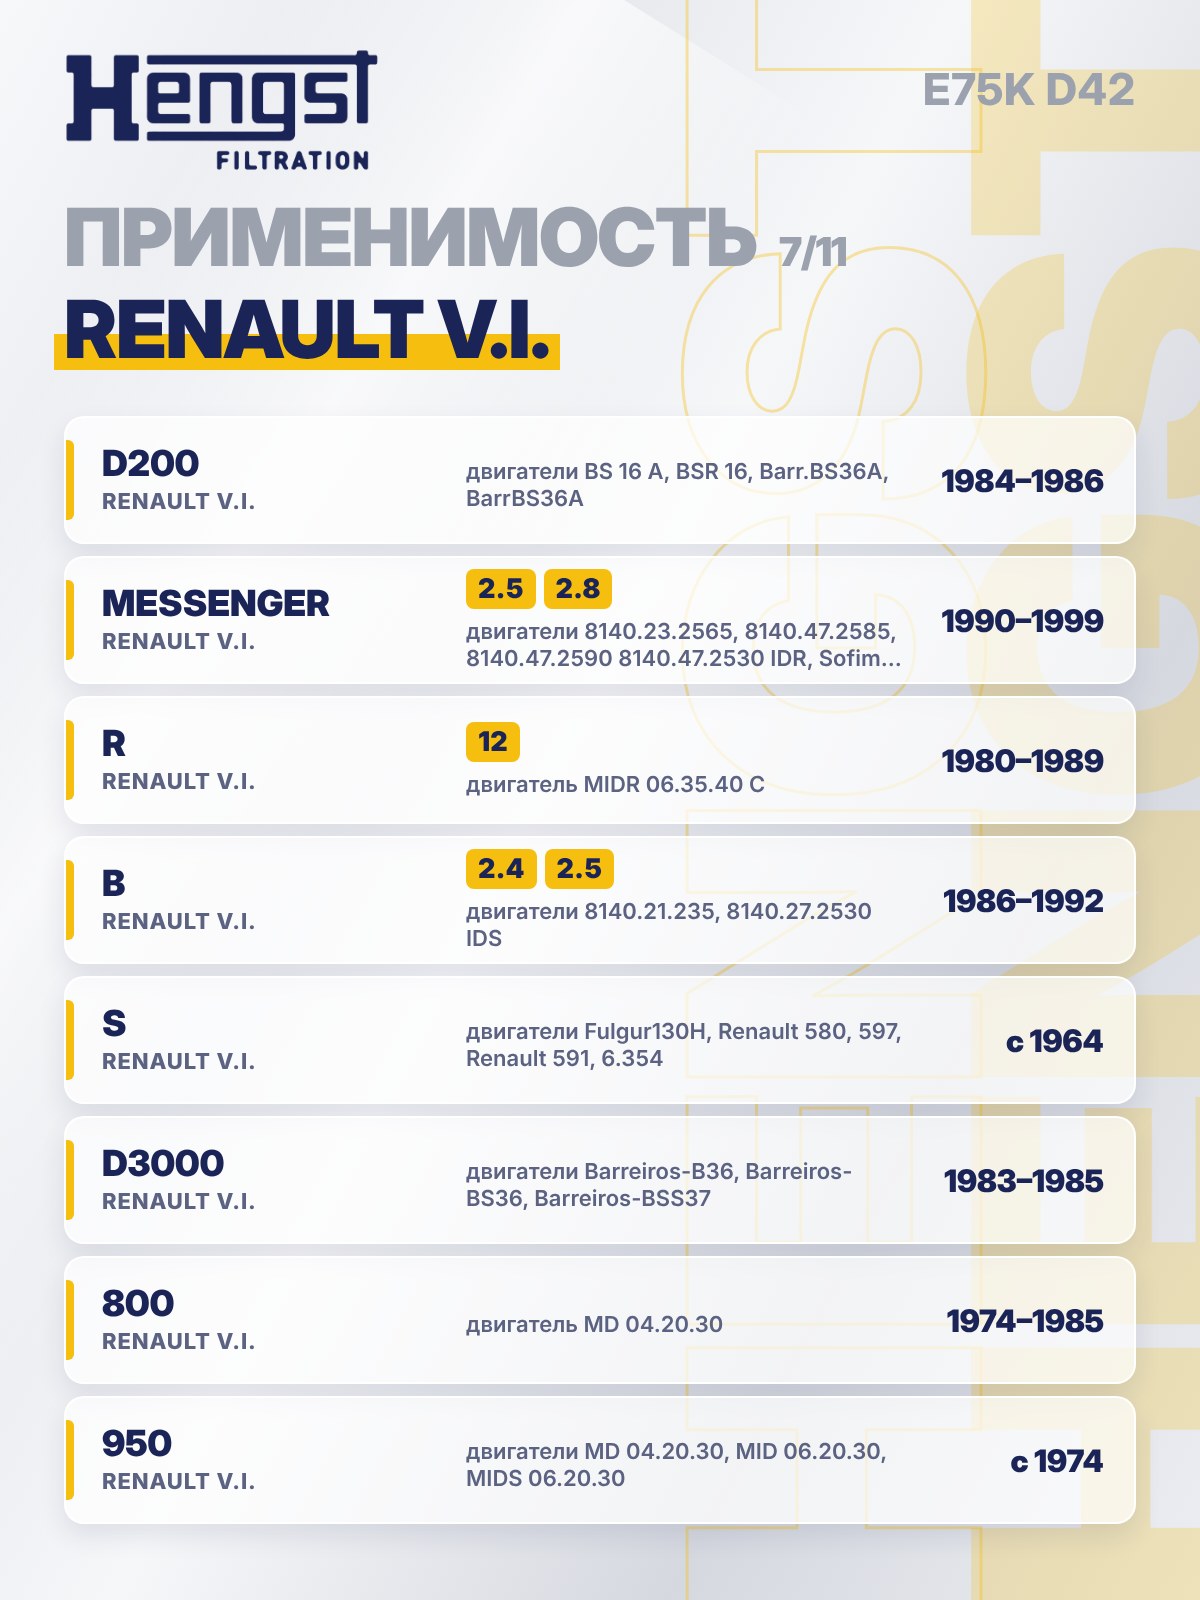 Hengst
FILTRATION
E75K D42
ПРИМЕНИМОСТЬ 7/11
RENAULT V.I.
D200
RENAULT V.I.
двигатели BS 16 A, BSR 16, Barr.BS36A,
BarrBS36A
1984–1986
MESSENGER
RENAULT V.I.
2.5 2.8
двигатели 8140.23.2565, 8140.47.2585,
8140.47.2590 8140.47.2530 IDR, Sofim...
1990–1999
R
RENAULT V.I.
12
двигатель MIDR 06.35.40 C
1980–1989
B
RENAULT V.I.
2.4 2.5
двигатели 8140.21.235, 8140.27.2530
IDS
1986–1992
S
RENAULT V.I.
двигатели Fulgur130H, Renault 580, 597,
Renault 591, 6.354
с 1964
D3000
RENAULT V.I.
двигатели Barreiros-B36, Barreiros-
BS36, Barreiros-BSS37
1983–1985
800
RENAULT V.I.
двигатель MD 04.20.30
1974–1985
950
RENAULT V.I.
двигатели MD 04.20.30, MID 06.20.30,
MIDS 06.20.30
с 1974
HENGST
HENGST